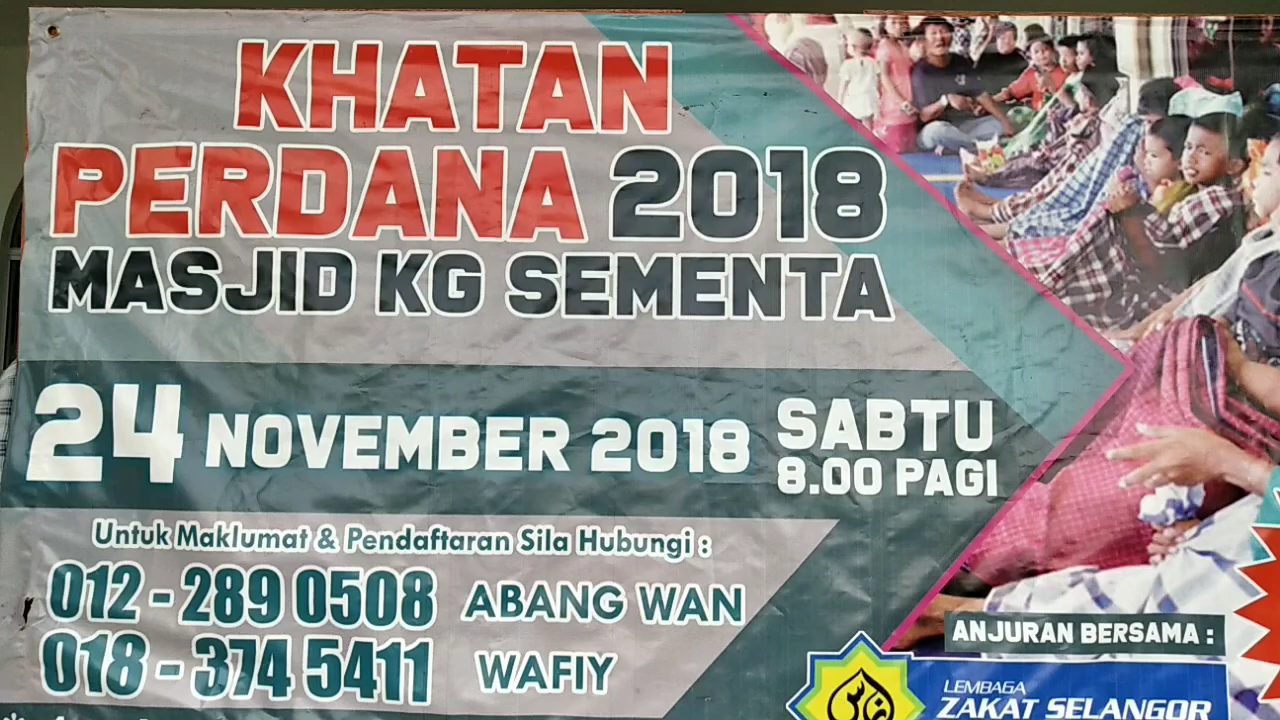 KHATAN
PERDANA 2018
MASJID KG SEMENTA
24 NOVEMBER 2018
SABTU
8.00 PAGI
Untuk Maklumat & Pendaftaran Sila Hubungi :
012 - 289 0508 ABANG WAN
018 - 374 5411 WAFIY
ANJURAN BERSAMA :
LEMBAGA
ZAKAT SELANGOR